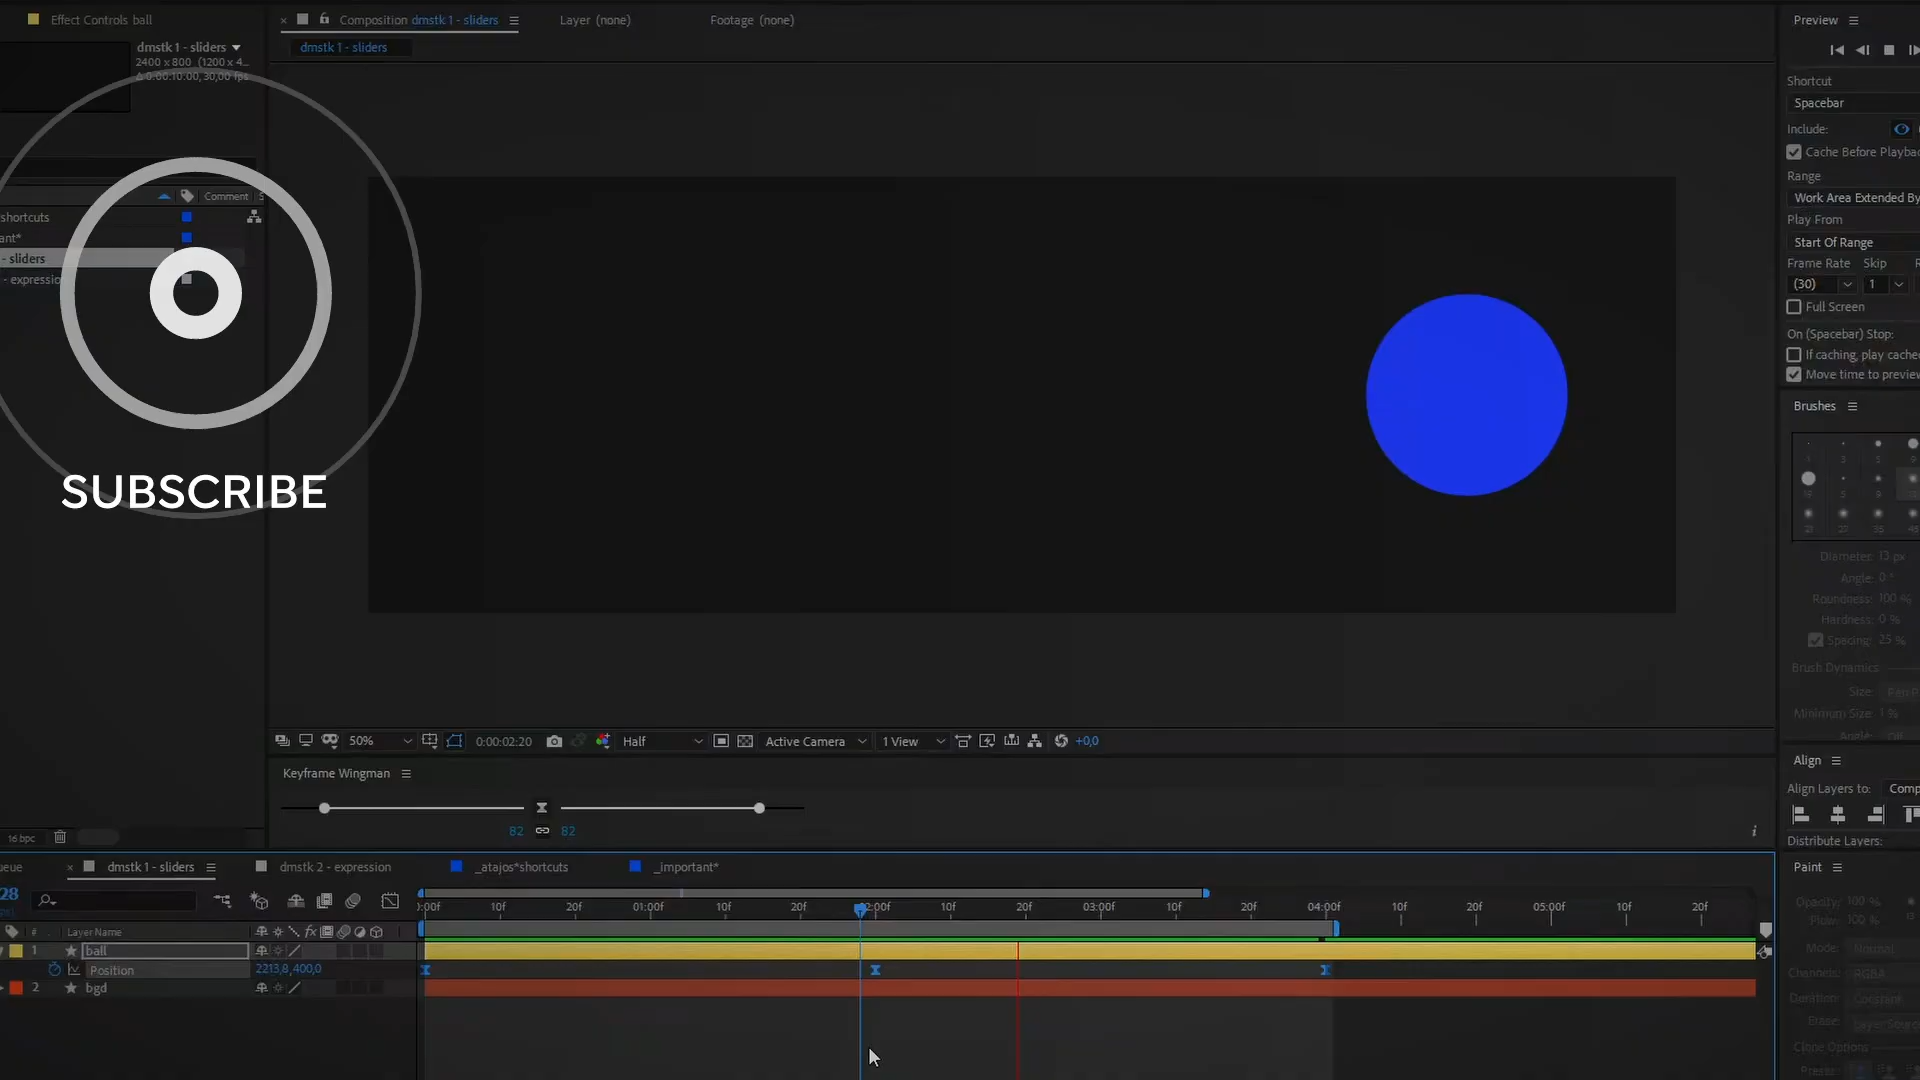 Effect Controls ball
Composition dmstk 1 - sliders
Layer (none)
Footage (none)
dmstk 1 - sliders
dmstk 1 - sliders
2400 x 800 (1200 x 4...
Δ 0:00:10:00, 30,00 fps
Comment
shortcuts
ant*
- sliders
- expressio
SUBSCRIBE
Preview
Shortcut
Spacebar
Include:
Cache Before Playbac
Range
Work Area Extended By
Play From
Start Of Range
Frame Rate Skip
(30) 1
Full Screen
On (Spacebar) Stop:
If caching, play cache
Move time to preview
Brushes
Diameter: 13 px
Angle: 0°
Roundness: 100 %
Hardness: 0 %
Spacing: 25 %
Brush Dynamics
Size: Pen P
Minimum Size: 1 %
Angle: Off
Align
Align Layers to: Comp
Distribute Layers:
50% 0:00:02:20 Half Active Camera 1 View +0,0
Keyframe Wingman
82 82
i
16 bpc
ueue
dmstk 1 - sliders
dmstk 2 - expression
_atajos*shortcuts
_important*
28
):00f 10f 20f 01:00f 10f 20f 2:00f 10f 20f 03:00f 10f 20f 04:00f 10f 20f 05:00f 10f 20f
# Layer Name fx
1 ball
Position 2213,8,400,0
2 bgd
Paint
Opacity: 100 %
Flow: 100 %
Mode: Normal
Channels: RGBA
Duration: Constant
Erase: Layer Source
Clone Options
Preset: